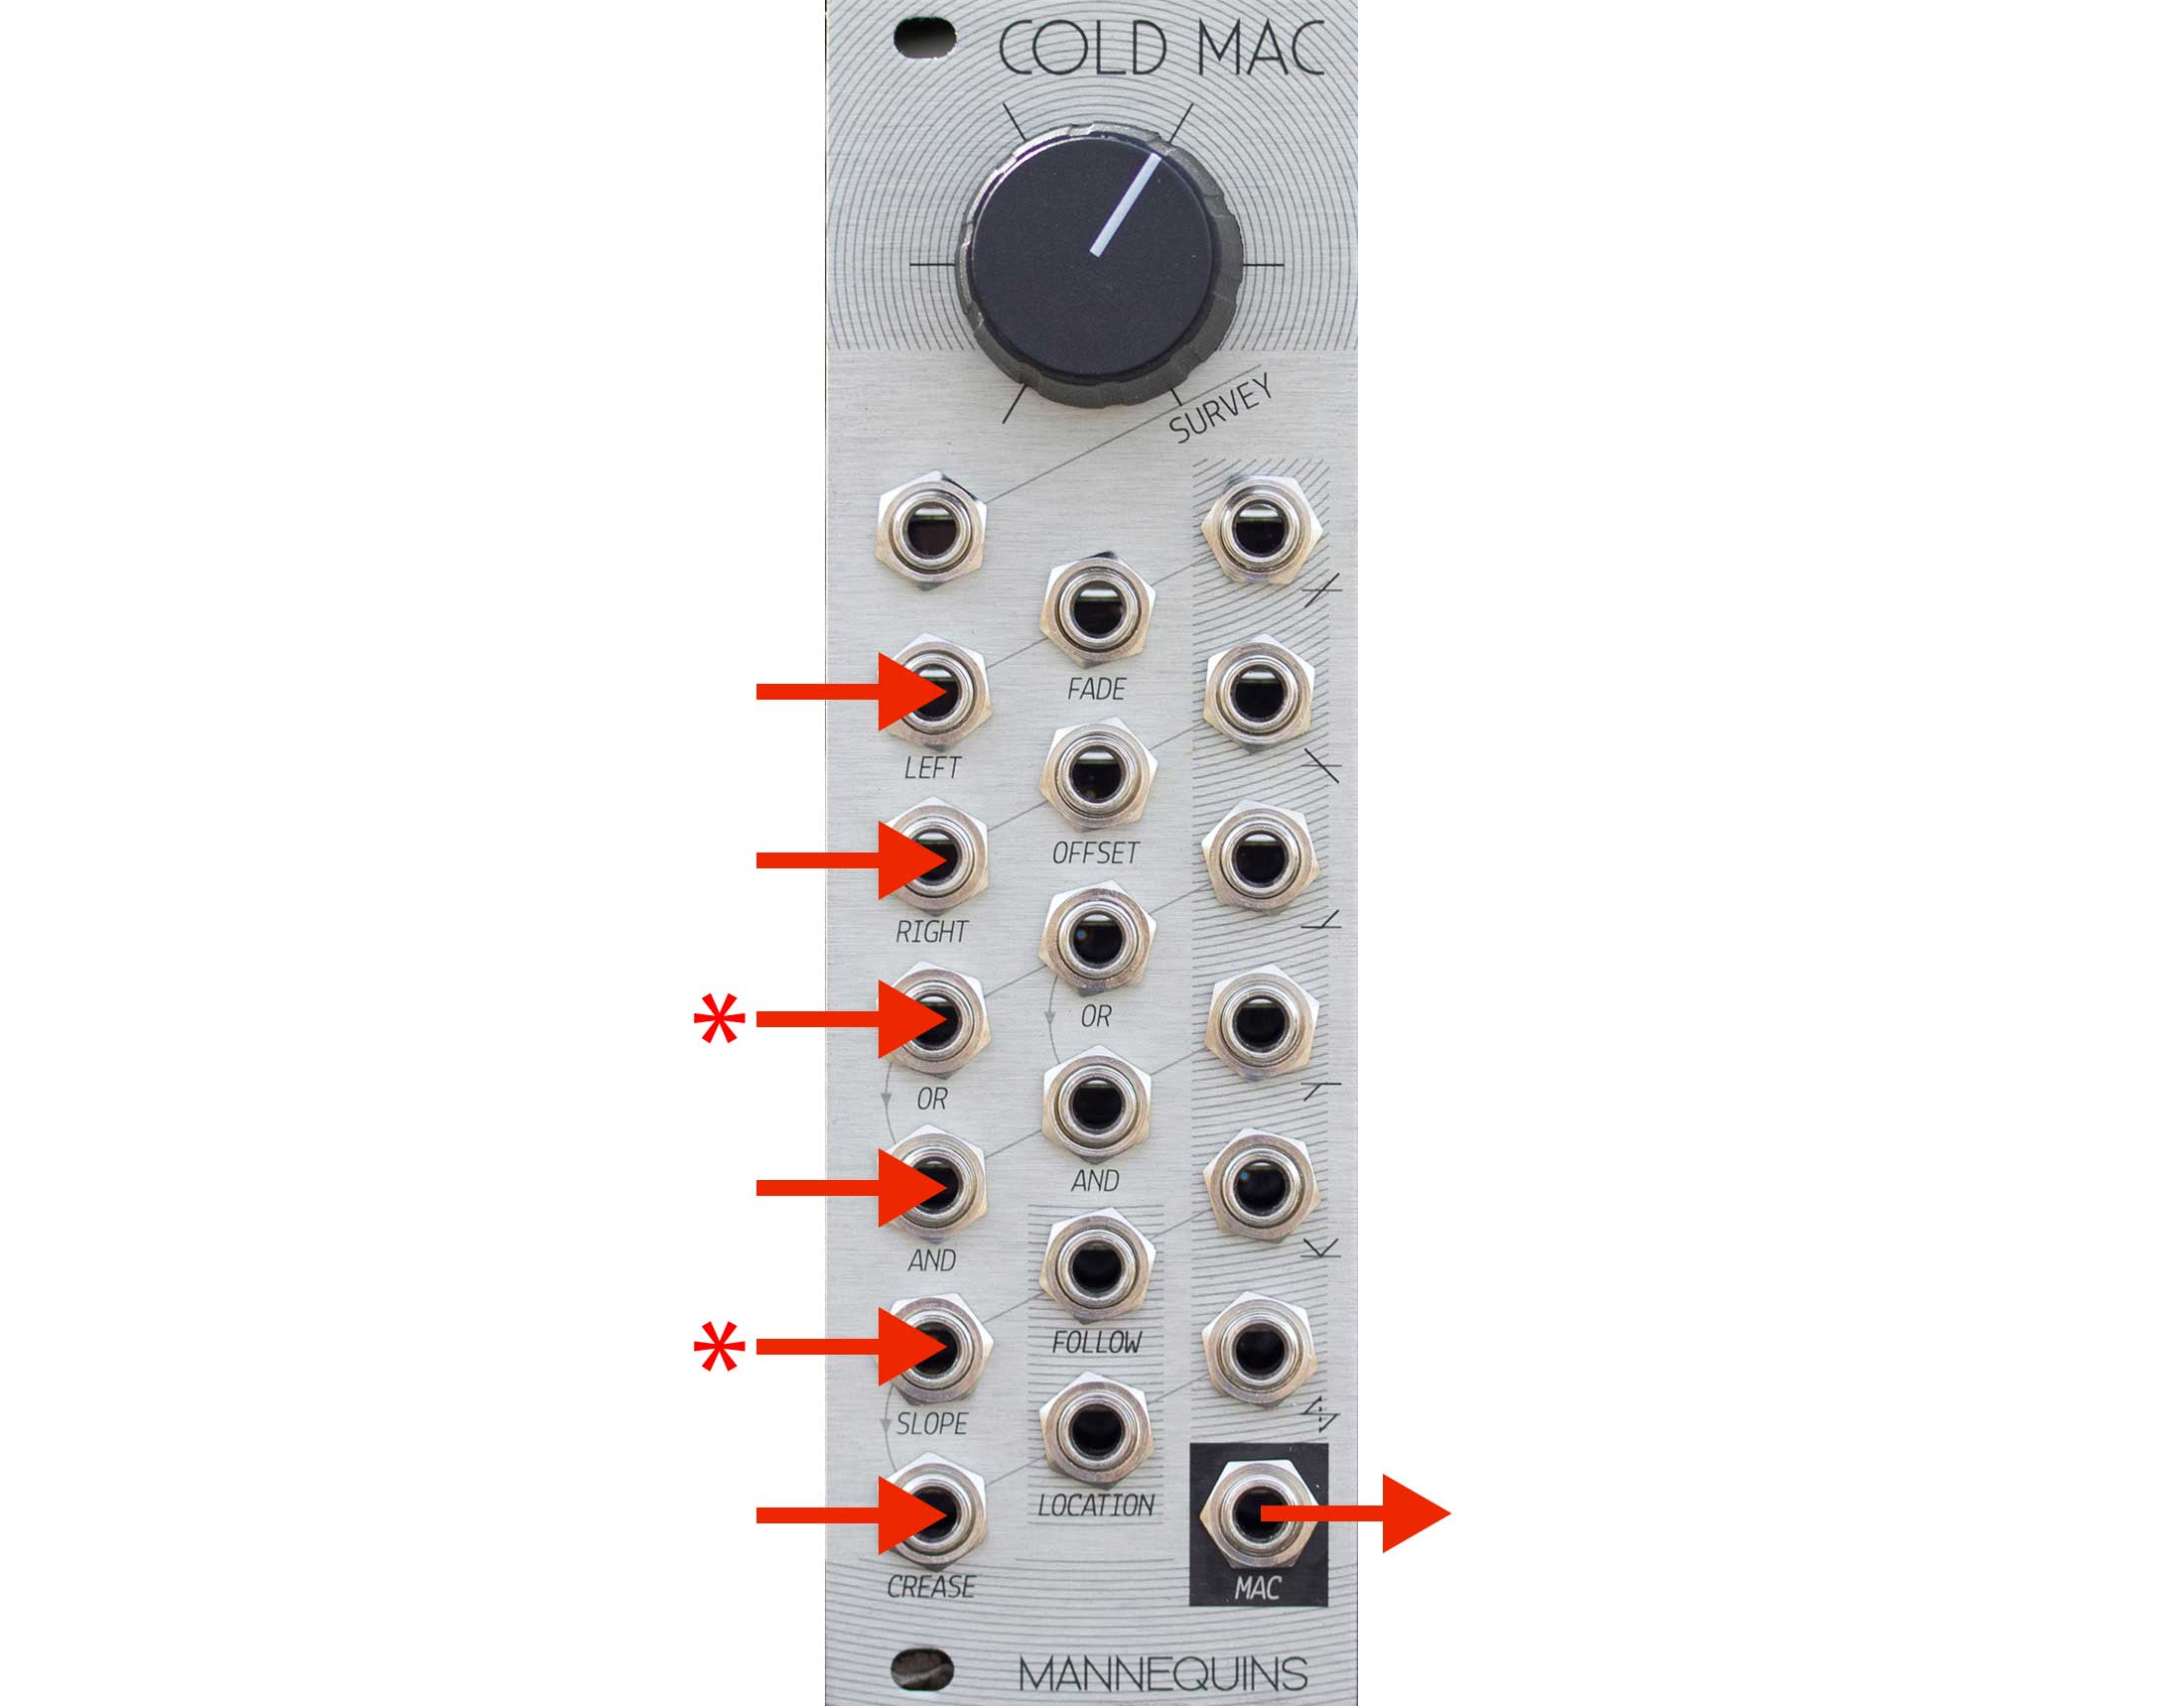 COLD MAC
SURVEY
FADE
LEFT
OFFSET
RIGHT
OR
*
OR
AND
AND
*
FOLLOW
SLOPE
LOCATION
CREASE
MAC
MANNEQUINS